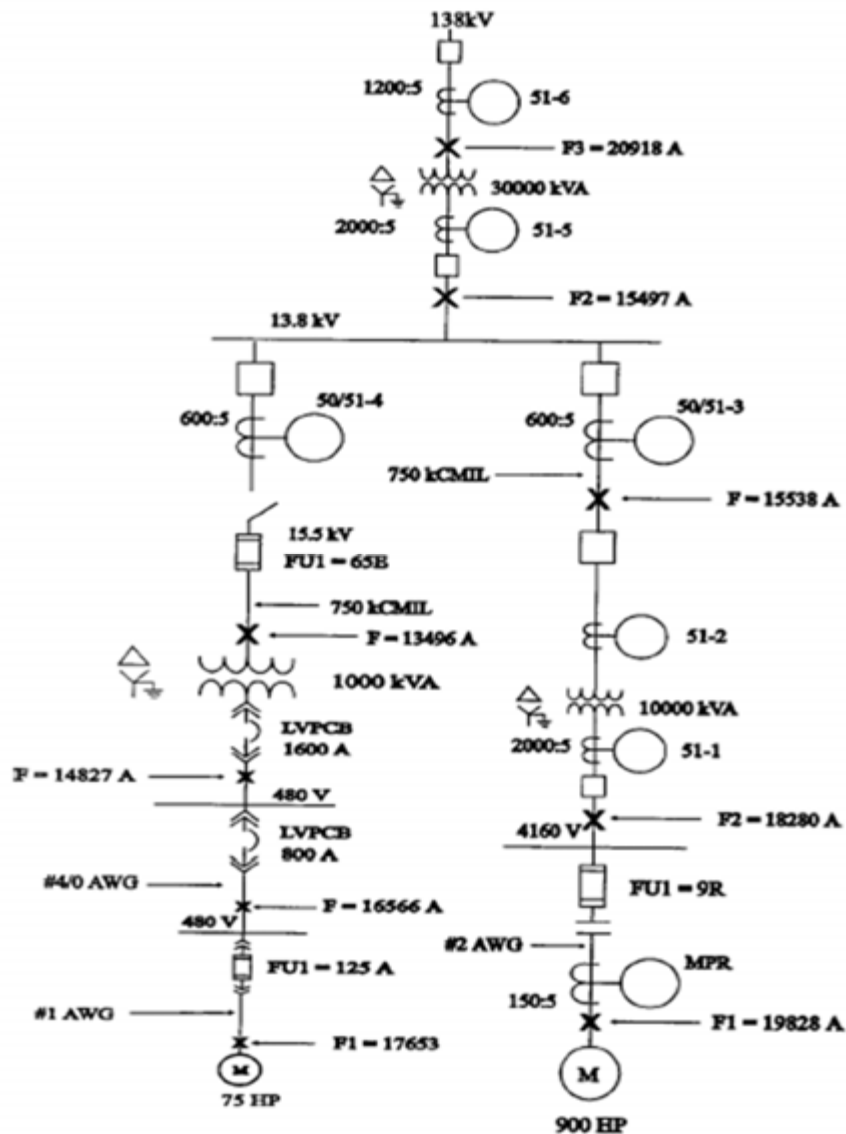 138kV
1200:5
51-6
F3 = 20918 A
30000 kVA
2000:5
51-5
F2 = 15497 A
13.8 kV
600:5
50/51-4
600:5
50/51-3
750 kCMIL
F = 15538 A
15.5 kV
FU1 = 65E
750 kCMIL
F = 13496 A
51-2
1000 kVA
10000 kVA
LVPCB
1600 A
2000:5
51-1
F = 14827 A
480 V
F2 = 18280 A
4160 V
LVPCB
800 A
FU1 = 9R
#4/0 AWG
F = 16566 A
480 V
#2 AWG
FU1 = 125 A
MPR
150:5
#1 AWG
F1 = 19828 A
F1 = 17653
M
M
75 HP
900 HP